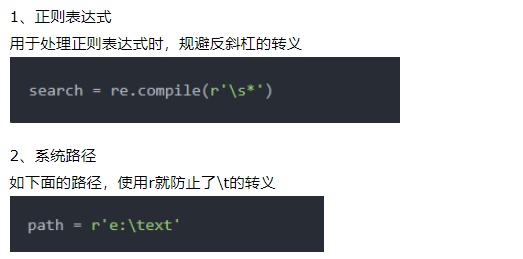 1、正则表达式
用于处理正则表达式时，规避反斜杠的转义
search = re.compile(r'\s*')
2、系统路径
如下面的路径，使用r就防止了\t的转义
path = r'e:\text'